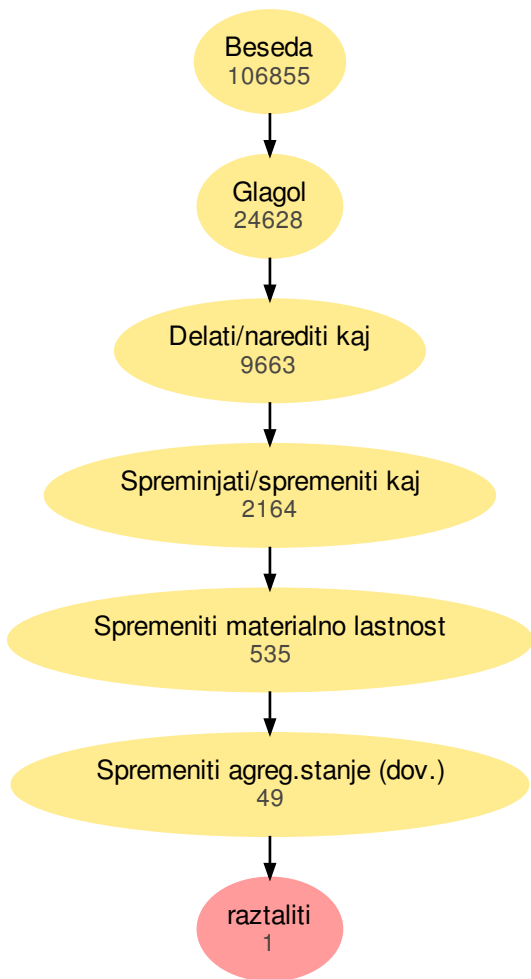 Beseda
106855
Glagol
24628
Delati/narediti kaj
9663
Spreminjati/spremeniti kaj
2164
Spremeniti materialno lastnost
535
Spremeniti agreg.stanje (dov.)
49
raztaliti
1